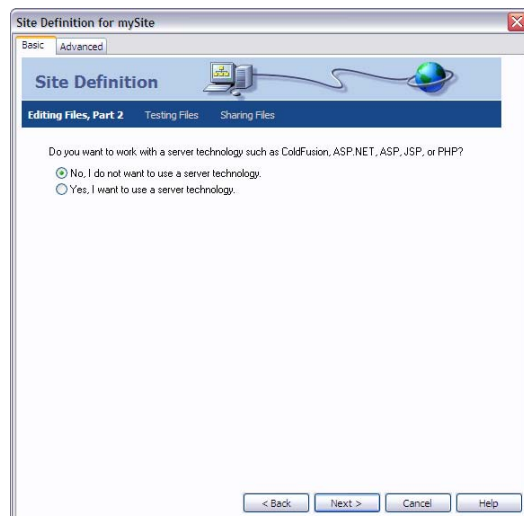 Site Definition for mySite
Basic Advanced
Site Definition
Editing Files, Part 2 Testing Files Sharing Files
Do you want to work with a server technology such as ColdFusion, ASP.NET, ASP, JSP, or PHP?
No, I do not want to use a server technology.
Yes, I want to use a server technology.
< Back Next > Cancel Help